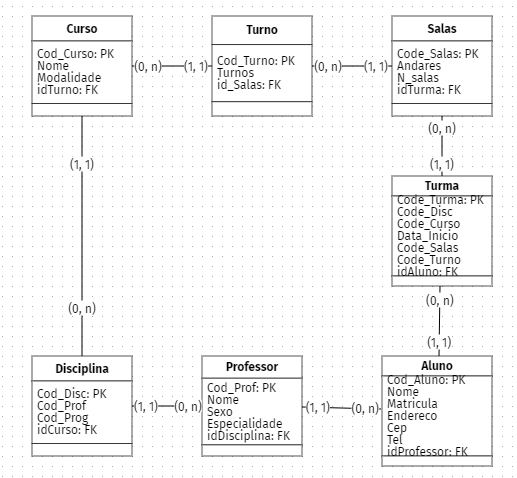 Curso
Cod_Curso: PK
Nome
Modalidade
idTurno: FK
(0, n)
(1, 1)
Turno
Cod_Turno: PK
Turnos
id_Salas: FK
(0, n)
(1, 1)
Salas
Code_Salas: PK
Andares
N_salas
idTurma: FK
(0, n)
(1, 1)
(1, 1)
Turma
Code_Turma: PK
Code_Disc
Code_Curso
Data_Inicio
Code_Salas
Code_Turno
idAluno: FK
(0, n)
(0, n)
(1, 1)
Disciplina
Cod_Disc: PK
Cod_Prof
Cod_Prog
idCurso: FK
(1, 1)
(0, n)
Professor
Cod_Prof: PK
Nome
Sexo
Especialidade
idDisciplina: FK
(1, 1)
(0, n)
Aluno
Cod_Aluno: PK
Nome
Matricula
Endereco
Cep
Tel
idProfessor: FK